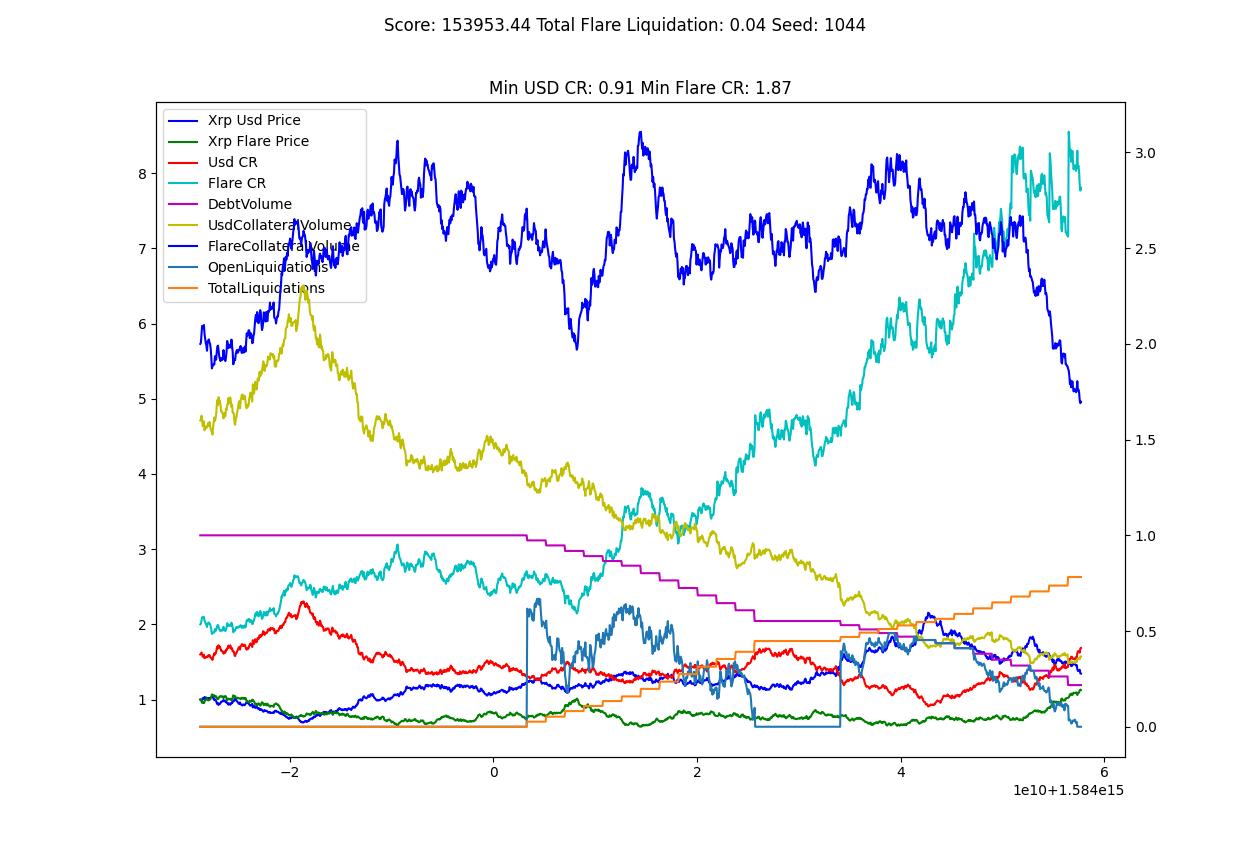 Score: 153953.44 Total Flare Liquidation: 0.04 Seed: 1044
Min USD CR: 0.91 Min Flare CR: 1.87
Xrp Usd Price
Xrp Flare Price
Usd CR
Flare CR
DebtVolume
UsdCollateralVolume
FlareCollateralVolume
OpenLiquidations
TotalLiquidations
8
7
6
5
4
3
2
1
3.0
2.5
2.0
1.5
1.0
0.5
0.0
−2
0
2
4
6
1e10+1.584e15